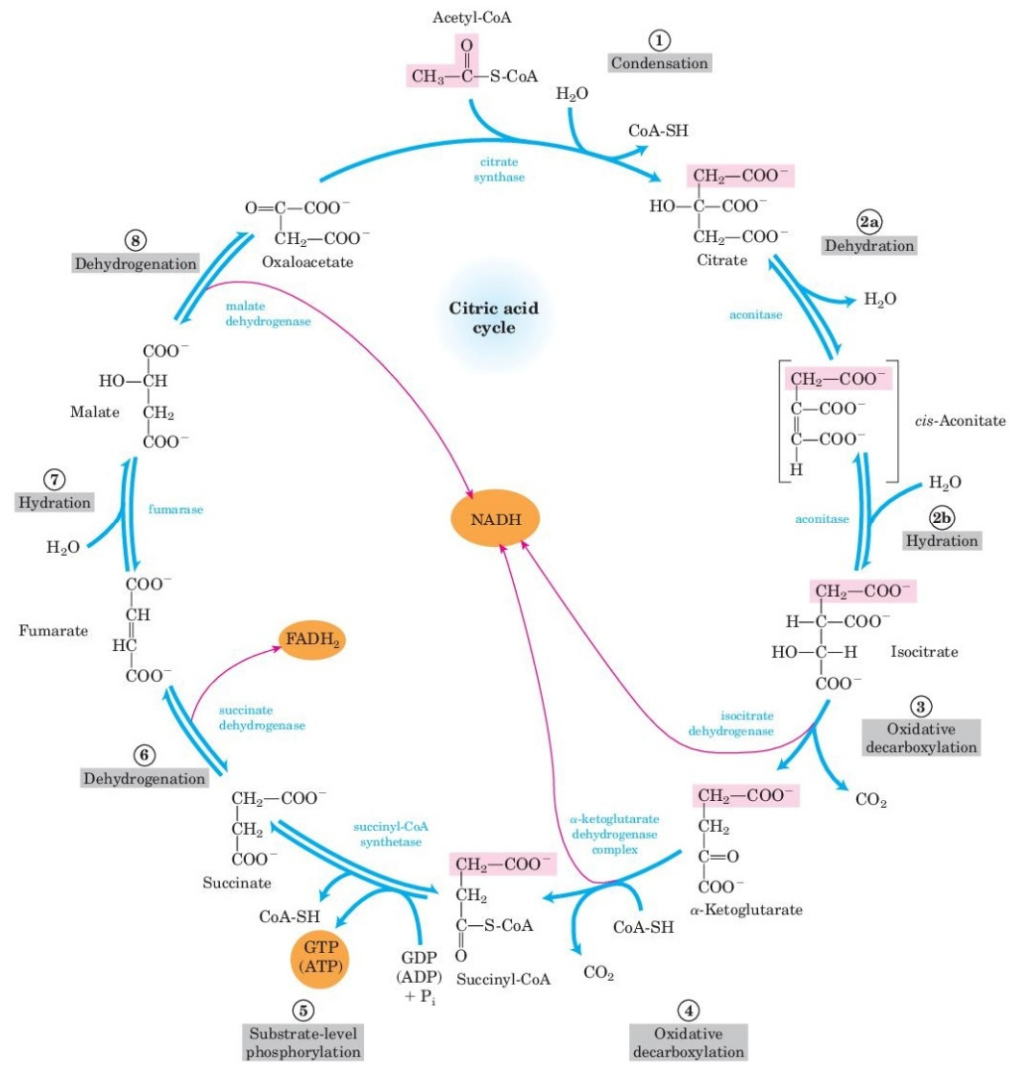 Acetyl-CoA
O
CH₃—C—S-CoA
①
Condensation
H₂O
CoA-SH
citrate
synthase
CH₂—COO⁻
HO—C—COO⁻
CH₂—COO⁻
Citrate
2a
Dehydration
H₂O
aconitase
CH₂—COO⁻
C—COO⁻
C—COO⁻
H
cis-Aconitate
H₂O
aconitase
2b
Hydration
CH₂—COO⁻
H—C—COO⁻
HO—C—H
COO⁻
Isocitrate
③
Oxidative
decarboxylation
isocitrate
dehydrogenase
CO₂
CH₂—COO⁻
CH₂
C=O
COO⁻
α-Ketoglutarate
α-ketoglutarate
dehydrogenase
complex
CoA-SH
CO₂
④
Oxidative
decarboxylation
CH₂—COO⁻
CH₂
C—S-CoA
O
Succinyl-CoA
succinyl-CoA
synthetase
GDP
(ADP)
+ Pᵢ
CoA-SH
GTP
(ATP)
⑤
Substrate-level
phosphorylation
CH₂—COO⁻
CH₂
COO⁻
Succinate
⑥
Dehydrogenation
succinate
dehydrogenase
FADH₂
COO⁻
CH
HC
COO⁻
Fumarate
⑦
Hydration
H₂O
fumarase
COO⁻
HO—CH
CH₂
COO⁻
Malate
⑧
Dehydrogenation
malate
dehydrogenase
O=C—COO⁻
CH₂—COO⁻
Oxaloacetate
Citric acid
cycle
NADH